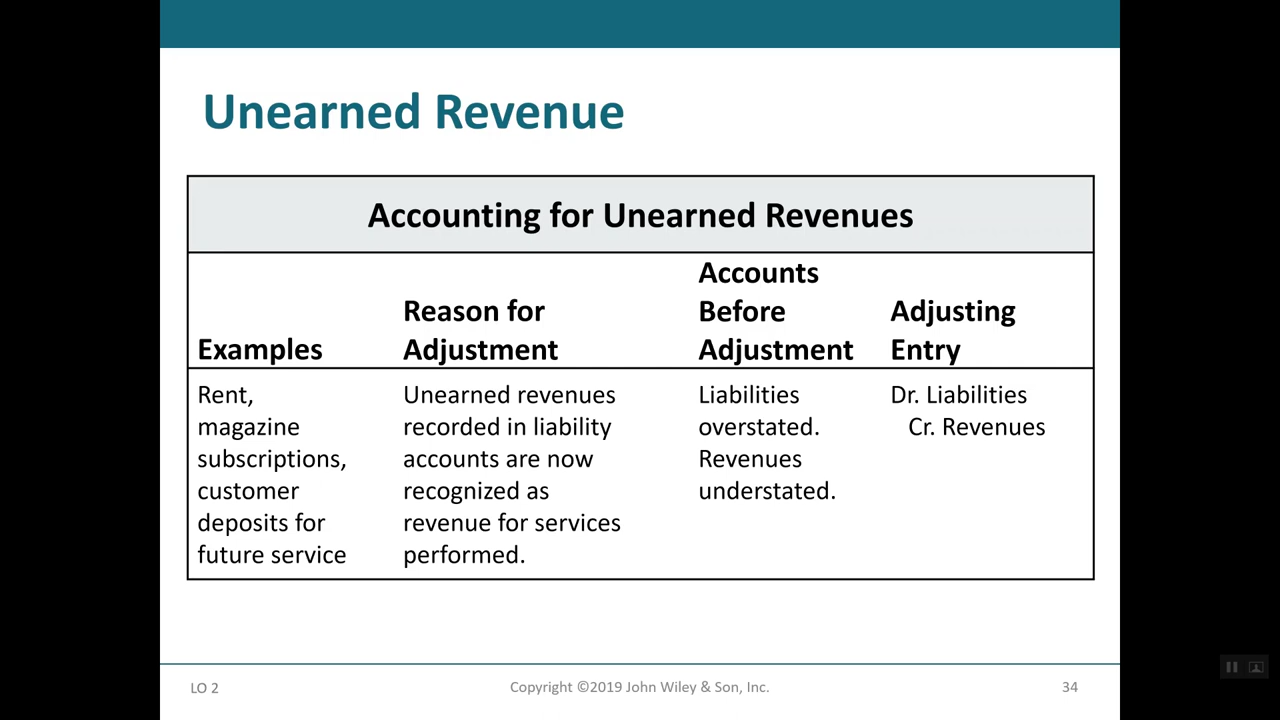 Unearned Revenue
Accounting for Unearned Revenues
Examples
Reason for
Adjustment
Accounts
Before
Adjustment
Adjusting
Entry
Rent,
magazine
subscriptions,
customer
deposits for
future service
Unearned revenues
recorded in liability
accounts are now
recognized as
revenue for services
performed.
Liabilities
overstated.
Revenues
understated.
Dr. Liabilities
Cr. Revenues
LO 2
Copyright ©2019 John Wiley & Son, Inc.
34